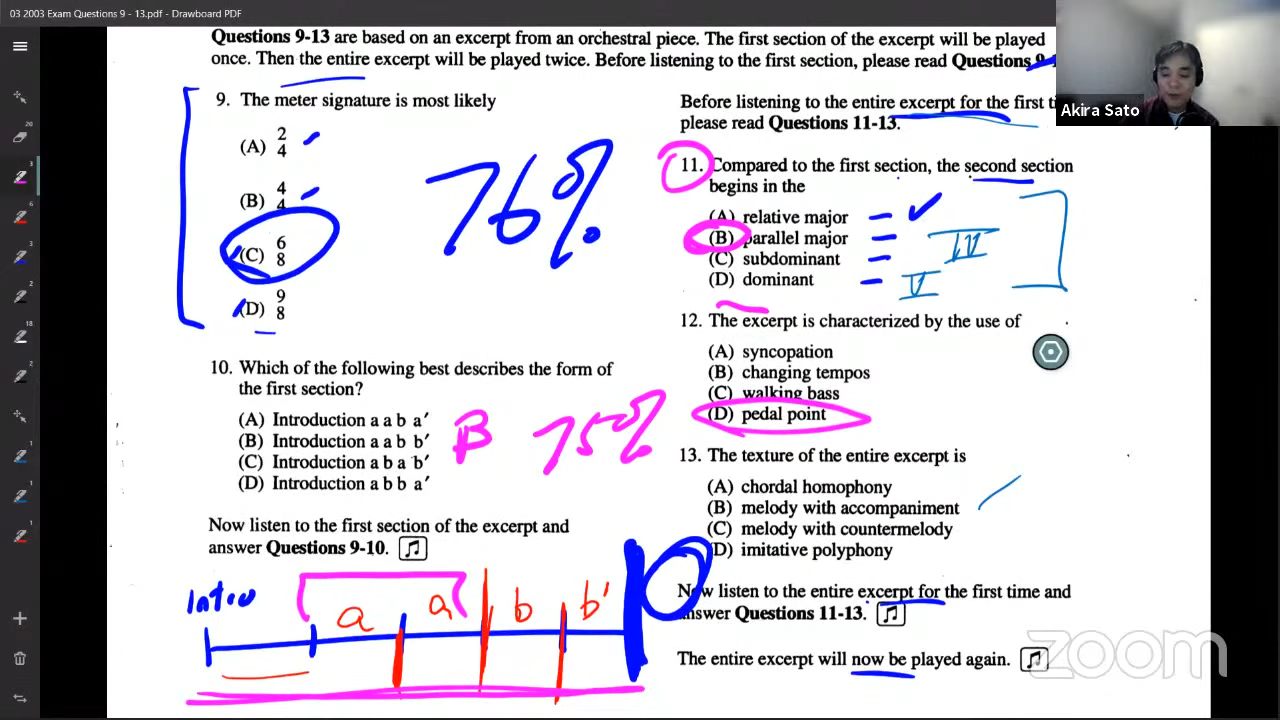 03 2003 Exam Questions 9 - 13.pdf - Drawboard PDF
Questions 9-13 are based on an excerpt from an orchestral piece. The first section of the excerpt will be played
once. Then the entire excerpt will be played twice. Before listening to the first section, please read Questions 9-
9. The meter signature is most likely
(A) 2
4
(B) 4
4
(C) 6
8
(D) 9
8
76%
10. Which of the following best describes the form of
the first section?
(A) Introduction a a b a′
(B) Introduction a a b b′
(C) Introduction a b a b′
(D) Introduction a b b a′
B 75%
Now listen to the first section of the excerpt and
answer Questions 9-10.
Intro a a b b'
Before listening to the entire excerpt for the first
please read Questions 11-13.
11. Compared to the first section, the second section
begins in the
(A) relative major
(B) parallel major
(C) subdominant IV
(D) dominant V
12. The excerpt is characterized by the use of
(A) syncopation
(B) changing tempos
(C) walking bass
(D) pedal point
13. The texture of the entire excerpt is
(A) chordal homophony
(B) melody with accompaniment
(C) melody with countermelody
(D) imitative polyphony
Now listen to the entire excerpt for the first time and
answer Questions 11-13.
The entire excerpt will now be played again.
Akira Sato
zoom
20
3
6
3
2
18
2
1
1
1